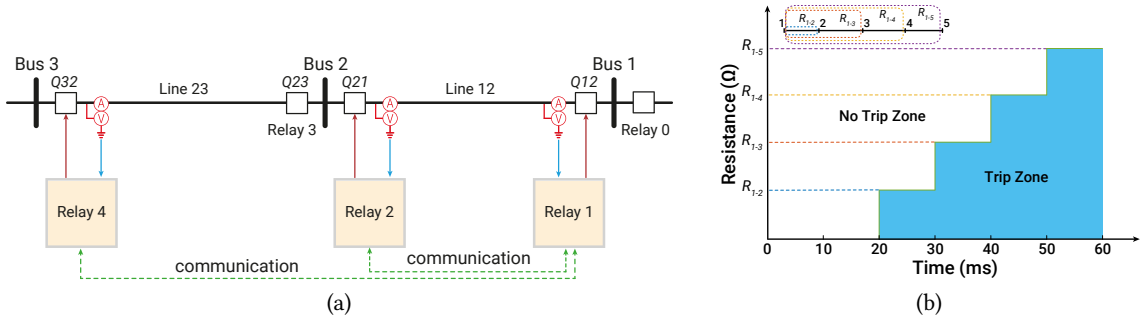 Bus 3
Q32
Line 23
Q23
Bus 2
Q21
Line 12
Q12
Bus 1
A
V
A
V
A
V
Relay 3
Relay 0
Relay 4
Relay 2
Relay 1
communication
communication
(a)
R1-2
R1-3
R1-4
R1-5
1
2
3
4
5
Resistance (Ω)
R1-5
R1-4
R1-3
R1-2
No Trip Zone
Trip Zone
0
10
20
30
40
50
60
Time (ms)
(b)